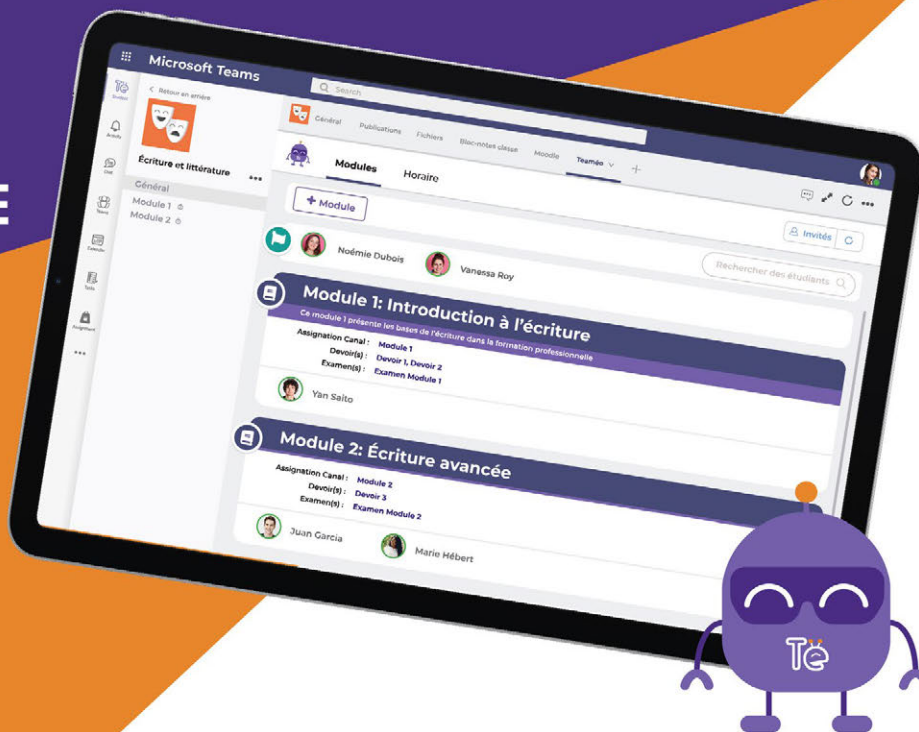 E
Microsoft Teams
Search
Retour en arrière
Écriture et littérature
Général
Module 1
Module 2
Général Publications Fichiers Bloc-notes classe Moodle Teaméo
Modules Horaire
+ Module
Invités
Noémie Dubois Vanessa Roy
Rechercher des étudiants
Module 1: Introduction à l'écriture
Ce module 1 présente les bases de l'écriture dans la formation professionnelle
Assignation Canal : Module 1
Devoir(s) : Devoir 1, Devoir 2
Examen(s) : Examen Module 1
Yan Saito
Module 2: Écriture avancée
Assignation Canal : Module 2
Devoir(s) : Devoir 3
Examen(s) : Examen Module 2
Juan Garcia Marie Hébert
Të